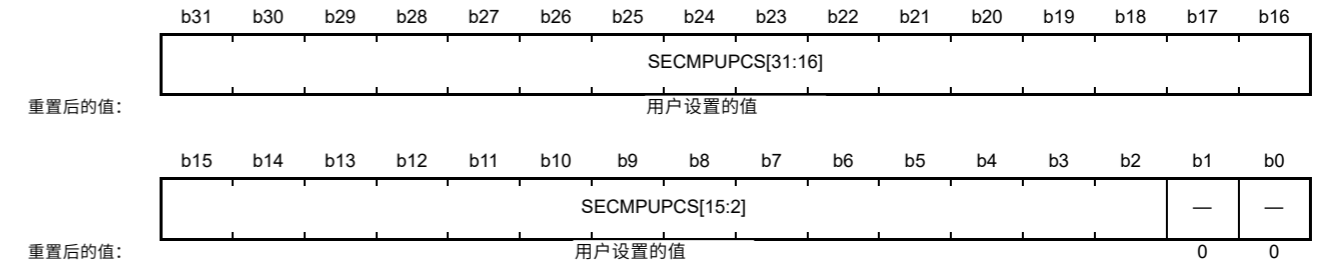 b31 b30 b29 b28 b27 b26 b25 b24 b23 b22 b21 b20 b19 b18 b17 b16
SECMPUPCS[31:16]
重置后的值： 用户设置的值
b15 b14 b13 b12 b11 b10 b9 b8 b7 b6 b5 b4 b3 b2 b1 b0
SECMPUPCS[15:2] — —
重置后的值： 用户设置的值 0 0